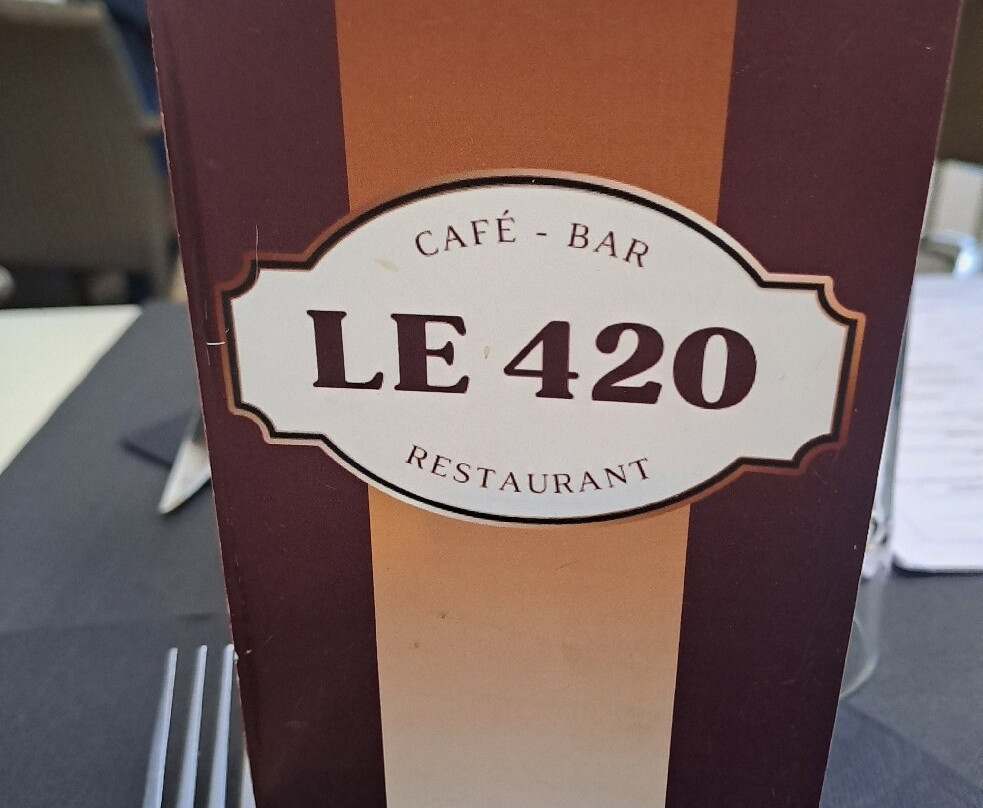 CAFÉ - BAR
LE 420
RESTAURANT